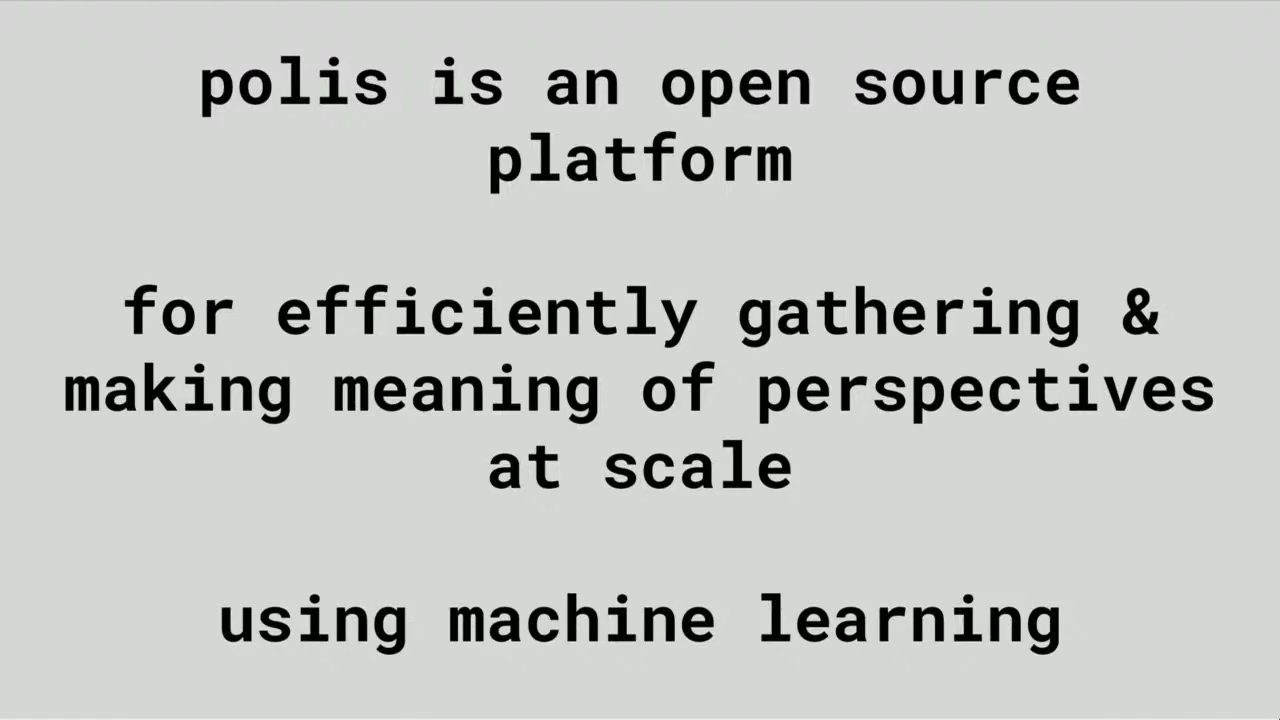 polis is an open source
platform
for efficiently gathering &
making meaning of perspectives
at scale
using machine learning